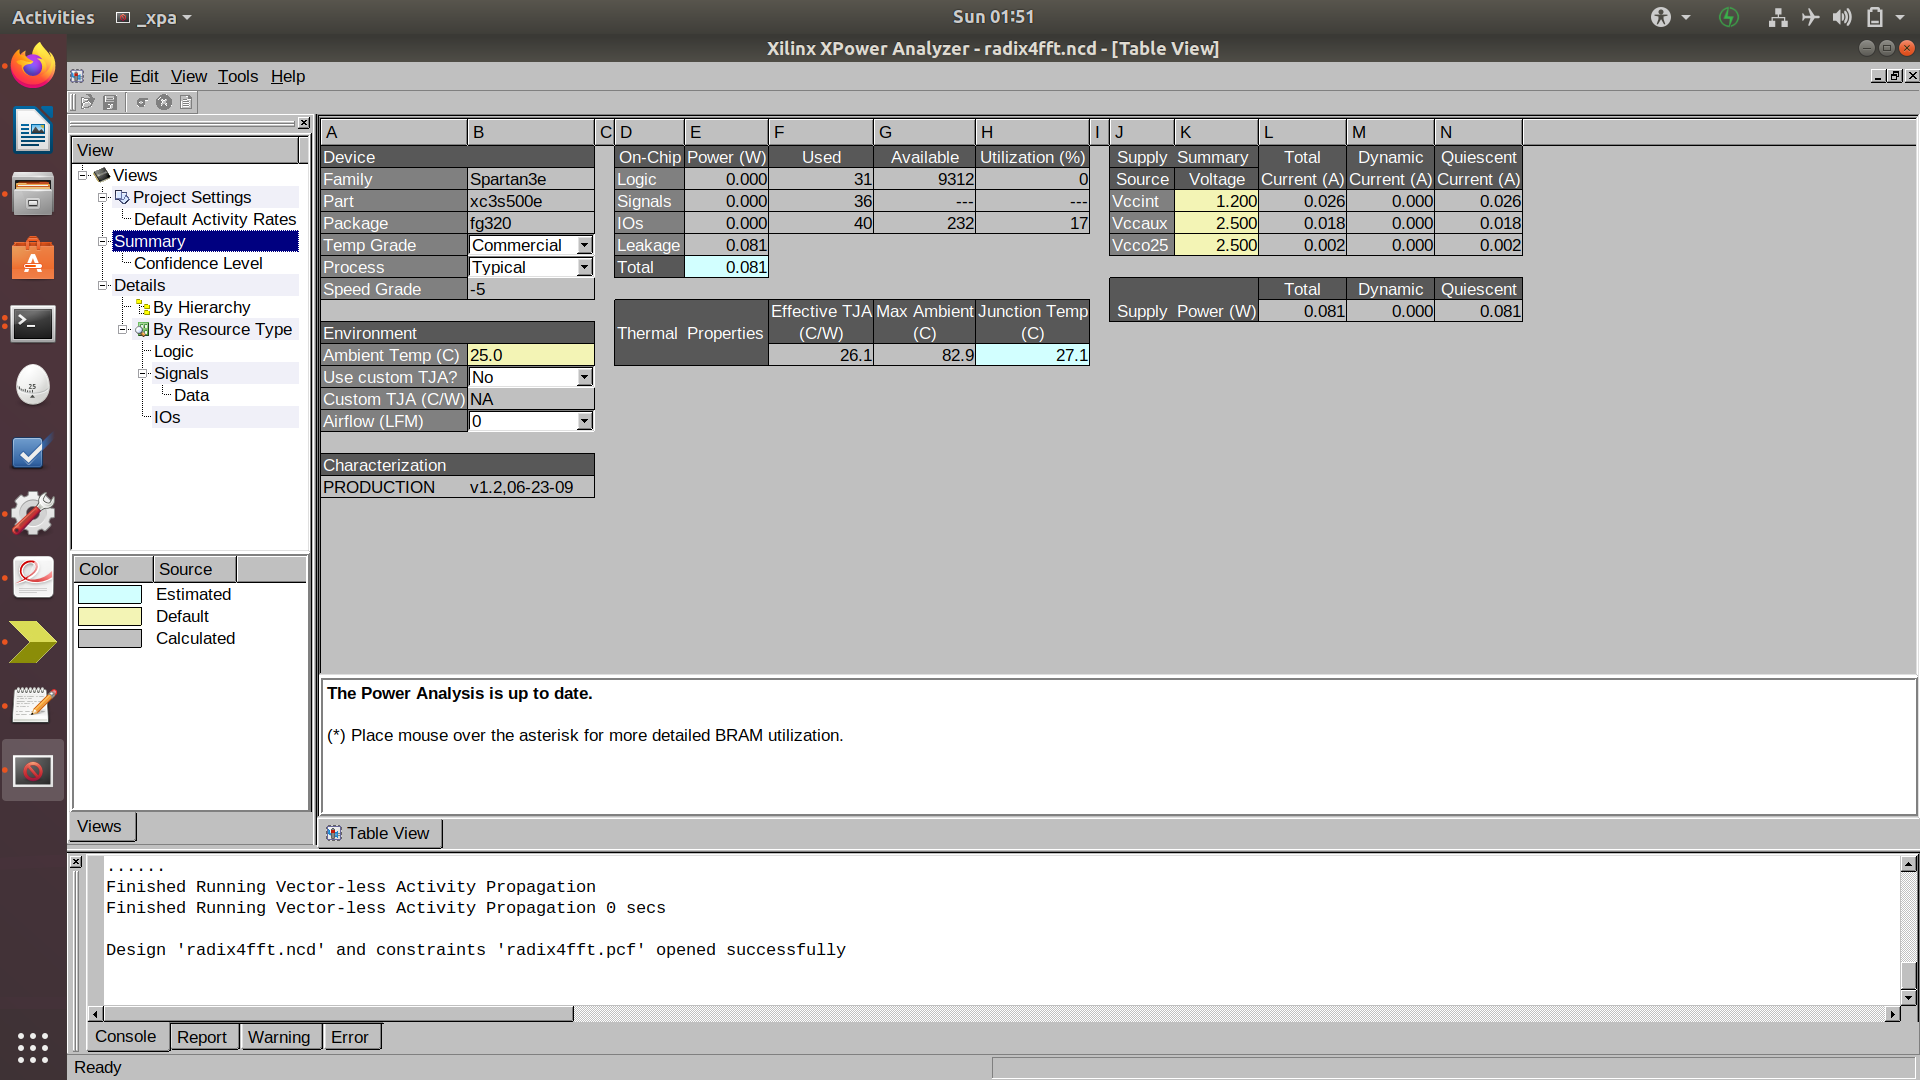 Activities _xpa Sun 01:51
Xilinx XPower Analyzer - radix4fft.ncd - [Table View]
File Edit View Tools Help
View
Views
Project Settings
Default Activity Rates
Summary
Confidence Level
Details
By Hierarchy
By Resource Type
Logic
Signals
Data
IOs
Color Source
Estimated
Default
Calculated
Views
A B C D E F G H I J K L M N
Device
Family Spartan3e
Part xc3s500e
Package fg320
Temp Grade Commercial
Process Typical
Speed Grade -5
Environment
Ambient Temp (C) 25.0
Use custom TJA? No
Custom TJA (C/W) NA
Airflow (LFM) 0
Characterization
PRODUCTION v1.2,06-23-09
On-Chip Power (W) Used Available Utilization (%)
Logic 0.000 31 9312 0
Signals 0.000 36 --- ---
IOs 0.000 40 232 17
Leakage 0.081
Total 0.081
Effective TJA Max Ambient Junction Temp
Thermal Properties (C/W) (C) (C)
26.1 82.9 27.1
Supply Summary Total Dynamic Quiescent
Source Voltage Current (A) Current (A) Current (A)
Vccint 1.200 0.026 0.000 0.026
Vccaux 2.500 0.018 0.000 0.018
Vcco25 2.500 0.002 0.000 0.002
Total Dynamic Quiescent
Supply Power (W) 0.081 0.000 0.081
The Power Analysis is up to date.
(*) Place mouse over the asterisk for more detailed BRAM utilization.
Table View
......
Finished Running Vector-less Activity Propagation
Finished Running Vector-less Activity Propagation 0 secs
Design 'radix4fft.ncd' and constraints 'radix4fft.pcf' opened successfully
Console Report Warning Error
Ready